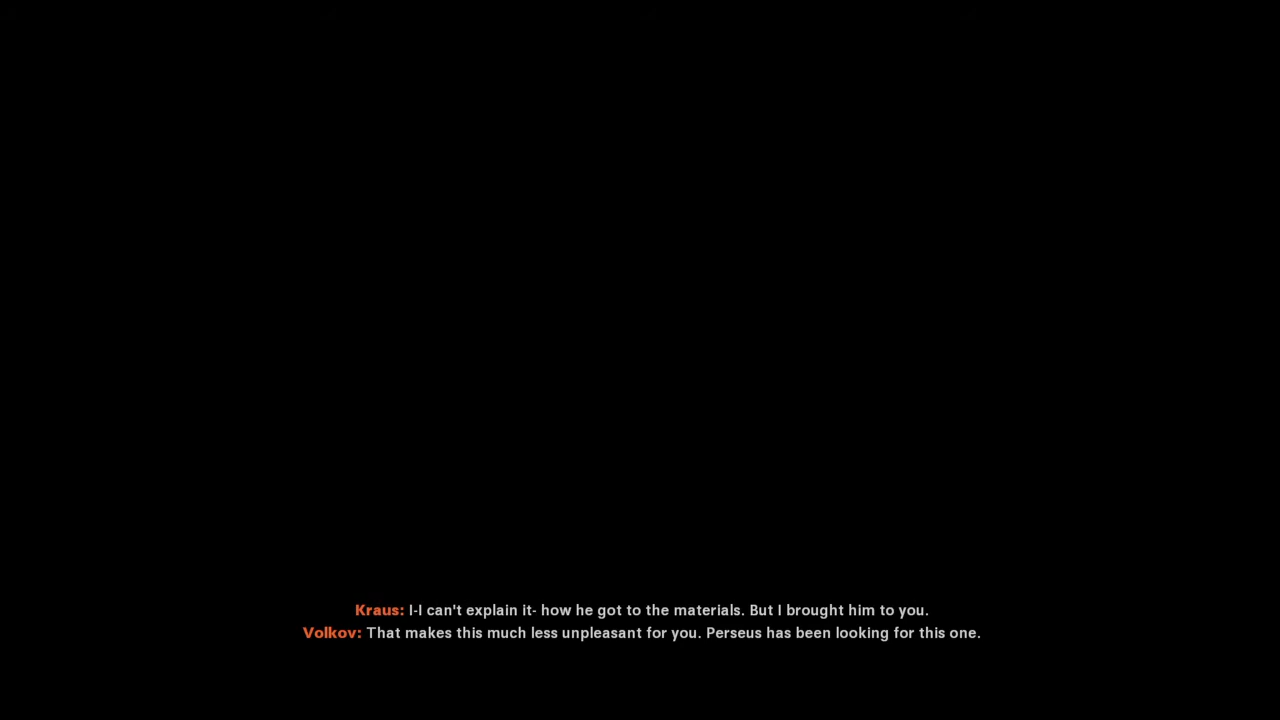 Kraus: I-I can't explain it- how he got to the materials. But I brought him to you.
Volkov: That makes this much less unpleasant for you. Perseus has been looking for this one.